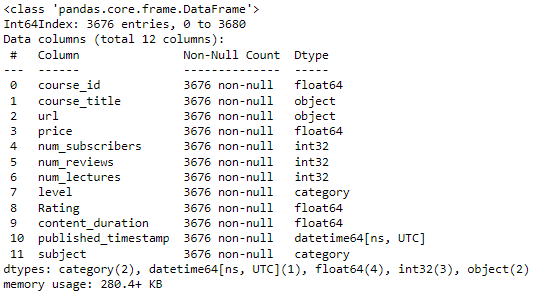 <class 'pandas.core.frame.DataFrame'>
Int64Index: 3676 entries, 0 to 3680
Data columns (total 12 columns):
 #   Column               Non-Null Count  Dtype
---  ------               --------------  -----
 0   course_id            3676 non-null   float64
 1   course_title         3676 non-null   object
 2   url                  3676 non-null   object
 3   price                3676 non-null   float64
 4   num_subscribers      3676 non-null   int32
 5   num_reviews          3676 non-null   int32
 6   num_lectures         3676 non-null   int32
 7   level                3676 non-null   category
 8   Rating               3676 non-null   float64
 9   content_duration     3676 non-null   float64
 10  published_timestamp  3676 non-null   datetime64[ns, UTC]
 11  subject              3676 non-null   category
dtypes: category(2), datetime64[ns, UTC](1), float64(4), int32(3), object(2)
memory usage: 280.4+ KB